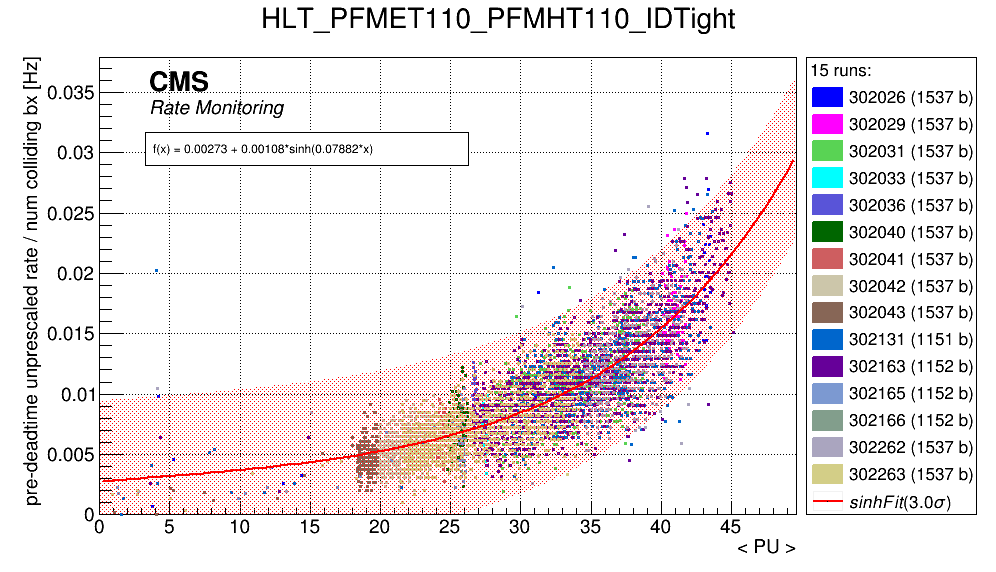 HLT_PFMET110_PFMHT110_IDTight
pre-deadtime unprescaled rate / num colliding bx [Hz]
CMS
Rate Monitoring
f(x) = 0.00273 + 0.00108*sinh(0.07882*x)
0.035
0.03
0.025
0.02
0.015
0.01
0.005
0
0 5 10 15 20 25 30 35 40 45
< PU >
15 runs:
302026 (1537 b)
302029 (1537 b)
302031 (1537 b)
302033 (1537 b)
302036 (1537 b)
302040 (1537 b)
302041 (1537 b)
302042 (1537 b)
302043 (1537 b)
302131 (1151 b)
302163 (1152 b)
302165 (1152 b)
302166 (1152 b)
302262 (1537 b)
302263 (1537 b)
sinhFit(3.0σ)